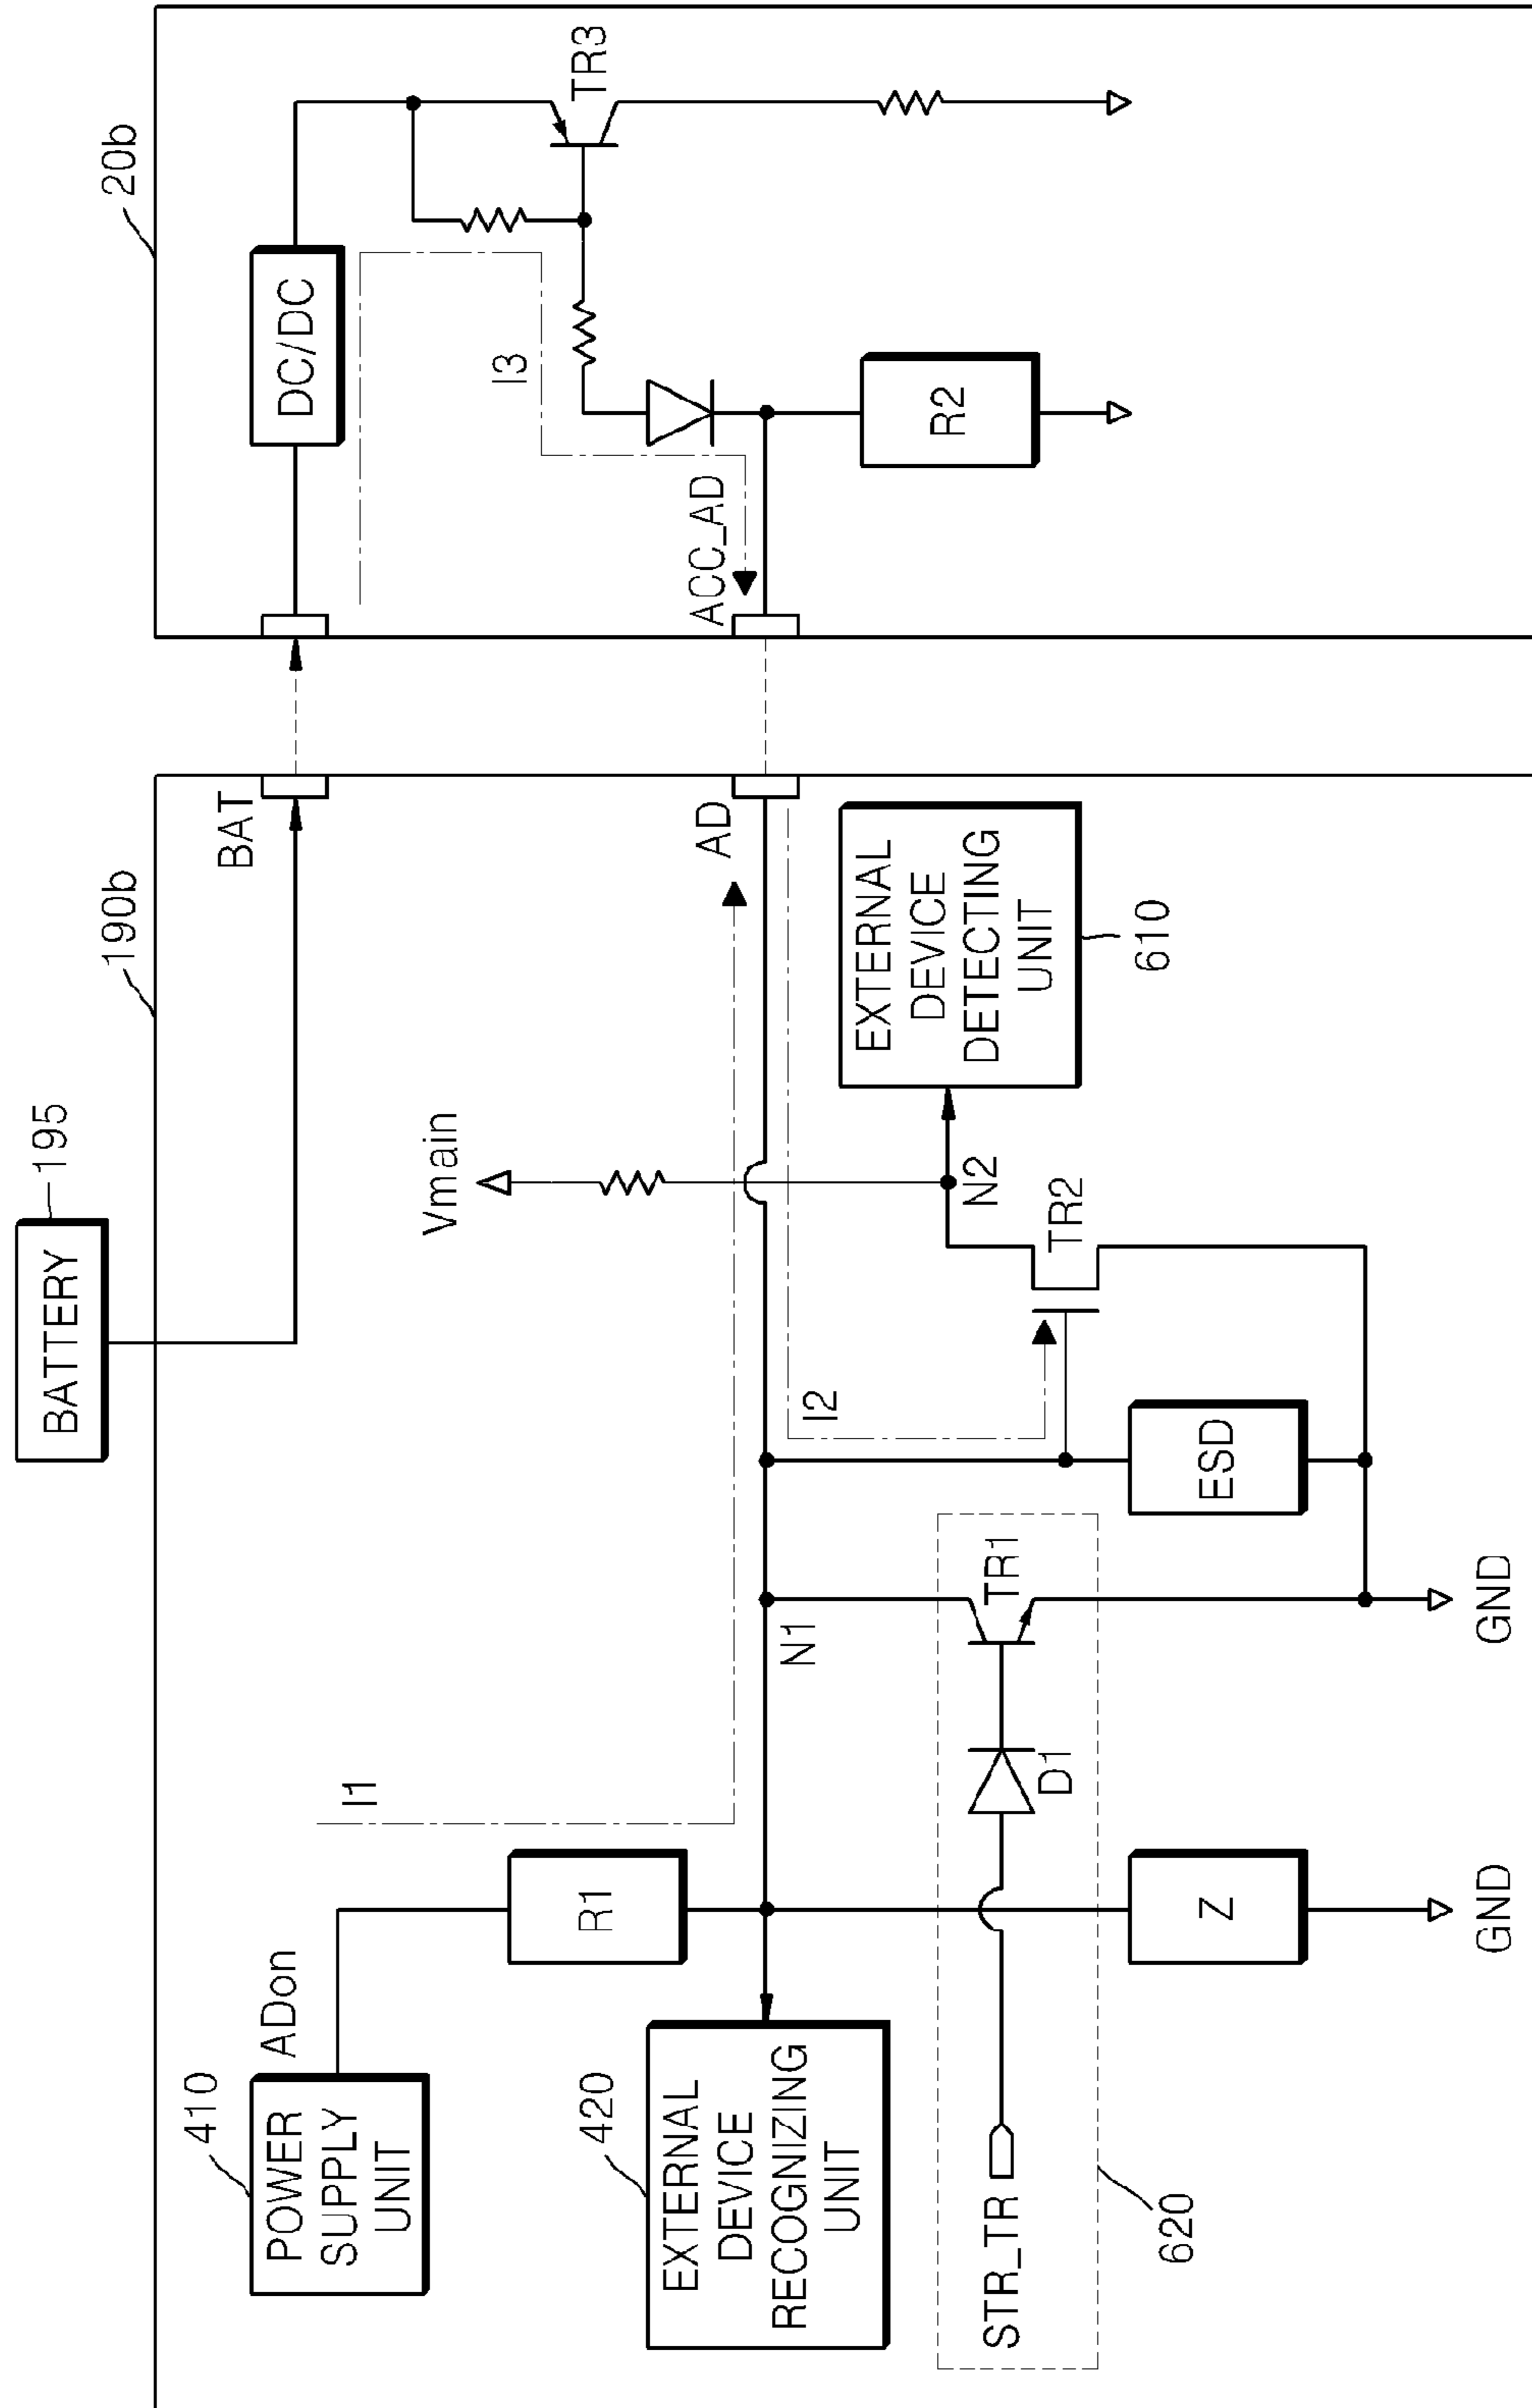 BATTERY
195
190b
20b
410
POWER
SUPPLY
UNIT
ADon
BAT
DC/DC
I1
Vmain
R1
I3
TR3
420
EXTERNAL
DEVICE
RECOGNIZING
UNIT
AD
ACC_AD
N1
I2
EXTERNAL
DEVICE
DETECTING
UNIT
610
N2
R2
STR_TR
D1
TR1
TR2
620
Z
ESD
GND
GND